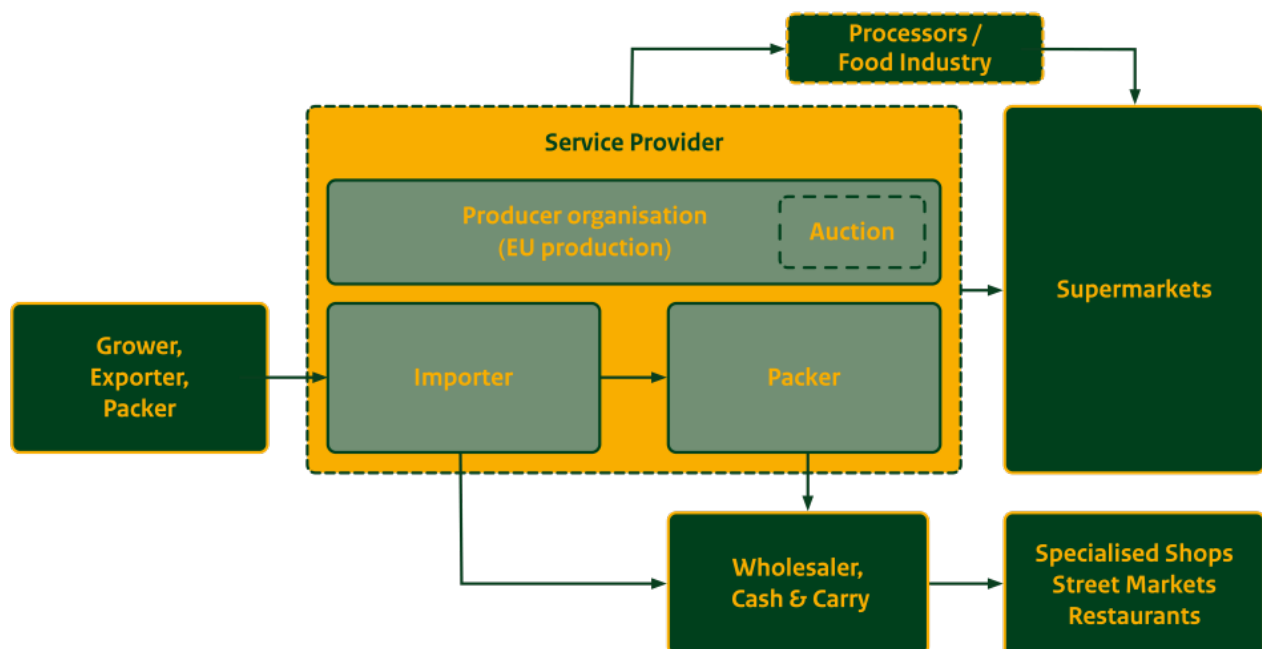 Processors /
Food Industry
Service Provider
Producer organisation
(EU production)
Auction
Supermarkets
Grower,
Exporter,
Packer
Importer
Packer
Wholesaler,
Cash & Carry
Specialised Shops
Street Markets
Restaurants